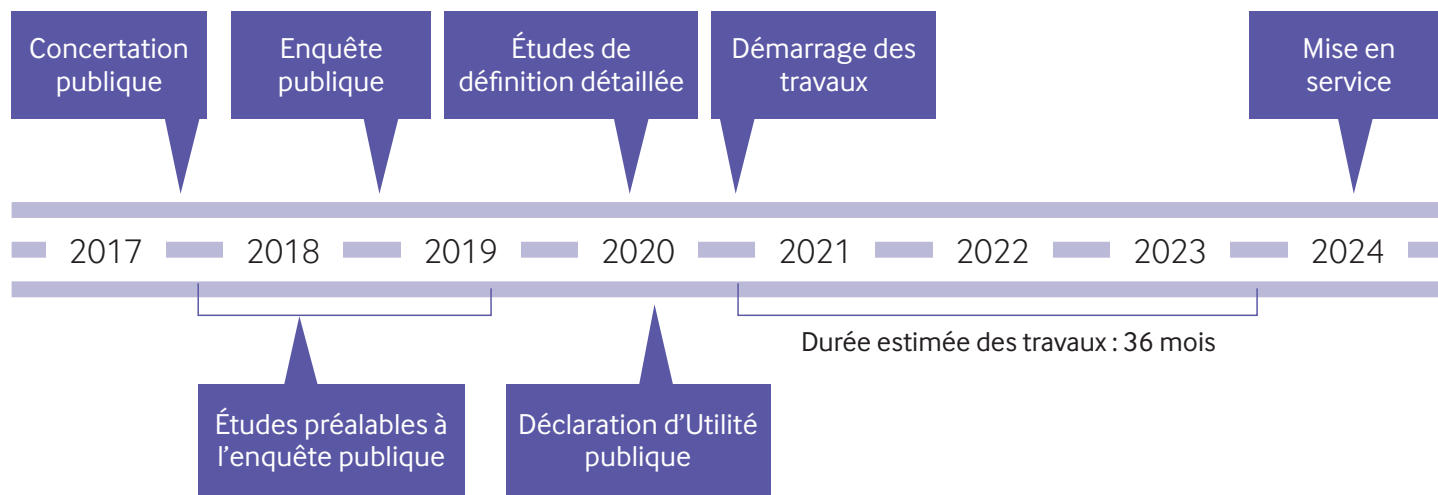 Concertation
publique
Enquête
publique
Études de
définition détaillée
Démarrage des
travaux
Mise en
service
2017 2018 2019 2020 2021 2022 2023 2024
Durée estimée des travaux : 36 mois
Études préalables à
l’enquête publique
Déclaration d’Utilité
publique